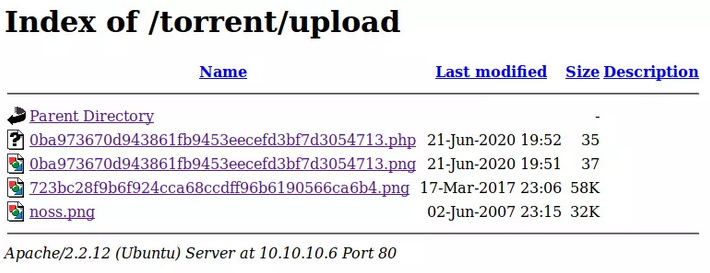 Index of /torrent/upload
Name Last modified Size Description
Parent Directory -
0ba973670d943861fb9453eecefd3bf7d3054713.php 21-Jun-2020 19:52 35
0ba973670d943861fb9453eecefd3bf7d3054713.png 21-Jun-2020 19:51 37
723bc28f9b6f924cca68ccdff96b6190566ca6b4.png 17-Mar-2017 23:06 58K
noss.png 02-Jun-2007 23:15 32K
Apache/2.2.12 (Ubuntu) Server at 10.10.10.6 Port 80